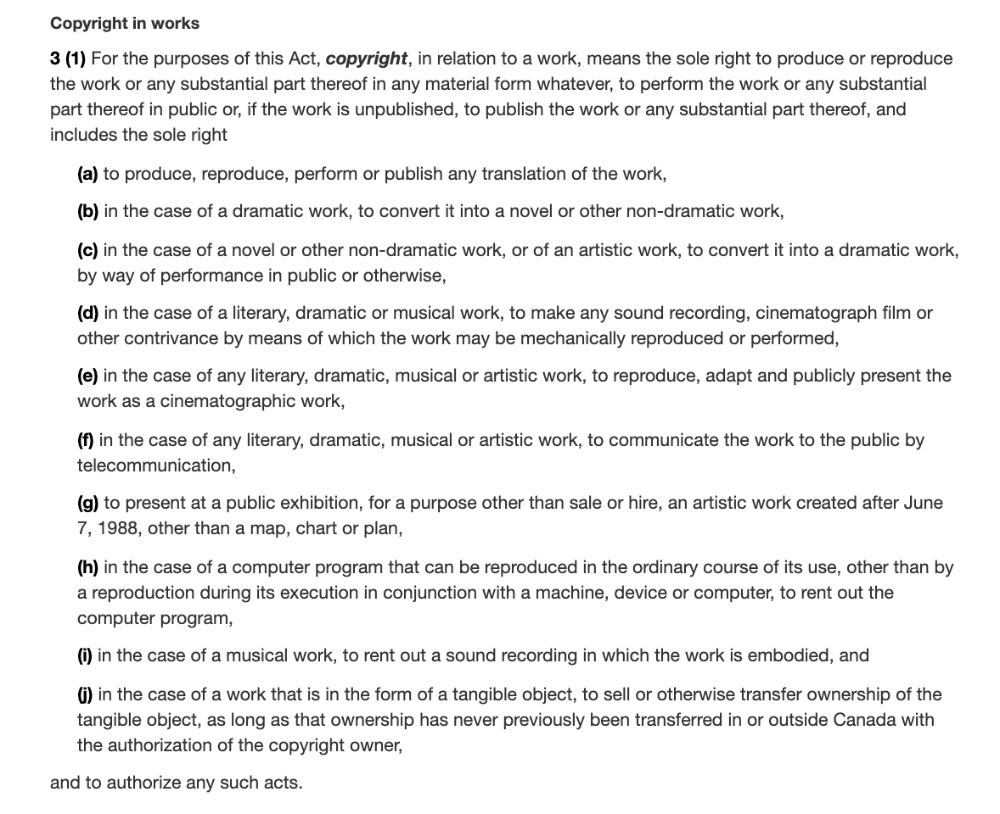 Copyright in works
3 (1) For the purposes of this Act, copyright, in relation to a work, means the sole right to produce or reproduce
the work or any substantial part thereof in any material form whatever, to perform the work or any substantial
part thereof in public or, if the work is unpublished, to publish the work or any substantial part thereof, and
includes the sole right
(a) to produce, reproduce, perform or publish any translation of the work,
(b) in the case of a dramatic work, to convert it into a novel or other non-dramatic work,
(c) in the case of a novel or other non-dramatic work, or of an artistic work, to convert it into a dramatic work,
by way of performance in public or otherwise,
(d) in the case of a literary, dramatic or musical work, to make any sound recording, cinematograph film or
other contrivance by means of which the work may be mechanically reproduced or performed,
(e) in the case of any literary, dramatic, musical or artistic work, to reproduce, adapt and publicly present the
work as a cinematographic work,
(f) in the case of any literary, dramatic, musical or artistic work, to communicate the work to the public by
telecommunication,
(g) to present at a public exhibition, for a purpose other than sale or hire, an artistic work created after June
7, 1988, other than a map, chart or plan,
(h) in the case of a computer program that can be reproduced in the ordinary course of its use, other than by
a reproduction during its execution in conjunction with a machine, device or computer, to rent out the
computer program,
(i) in the case of a musical work, to rent out a sound recording in which the work is embodied, and
(j) in the case of a work that is in the form of a tangible object, to sell or otherwise transfer ownership of the
tangible object, as long as that ownership has never previously been transferred in or outside Canada with
the authorization of the copyright owner,
and to authorize any such acts.